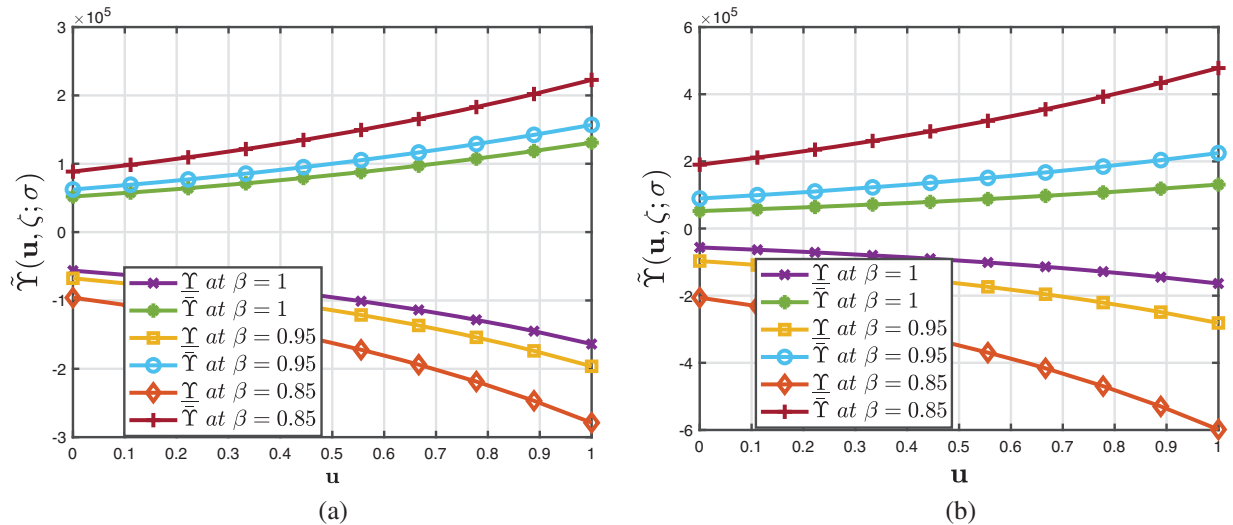 ×10⁵
3
2
1
0
-1
-2
-3
Υ̃(u, ζ; σ)
0 0.1 0.2 0.3 0.4 0.5 0.6 0.7 0.8 0.9 1
u
Υ̲ at β = 1
Ῡ at β = 1
Υ̲ at β = 0.95
Ῡ at β = 0.95
Υ̲ at β = 0.85
Ῡ at β = 0.85
(a)
×10⁵
6
4
2
0
-2
-4
-6
Υ̃(u, ζ; σ)
0 0.1 0.2 0.3 0.4 0.5 0.6 0.7 0.8 0.9 1
u
Υ̲ at β = 1
Ῡ at β = 1
Υ̲ at β = 0.95
Ῡ at β = 0.95
Υ̲ at β = 0.85
Ῡ at β = 0.85
(b)